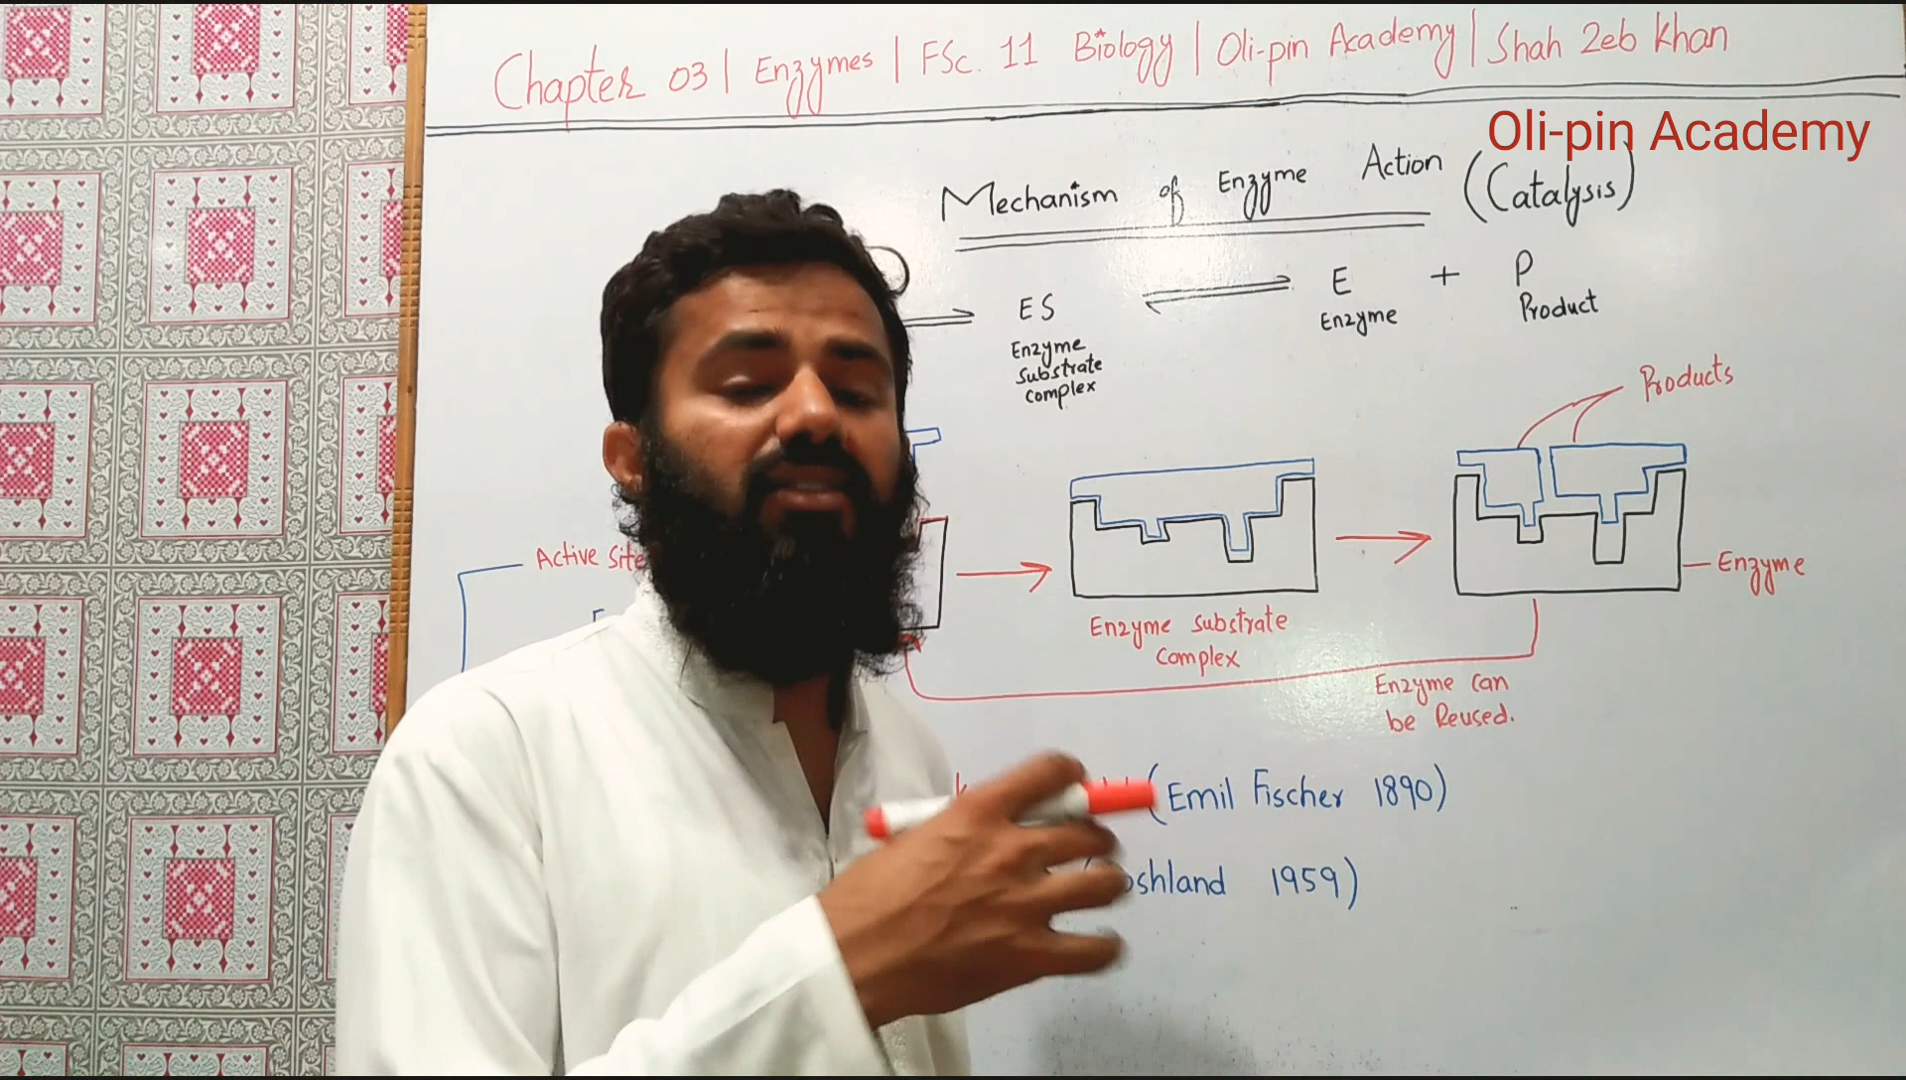 Chapter 03 | Enzymes | FSc. 11 Biology | Oli-pin Academy | Shah Zeb Khan
Oli-pin Academy
Mechanism of Enzyme Action (Catalysis)
ES
E + P
Enzyme
Substrate
Complex
Enzyme
Product
Products
Active Site
Enzyme
Enzyme Substrate
Complex
Enzyme Can
be Reused.
(Emil Fischer 1890)
1959)